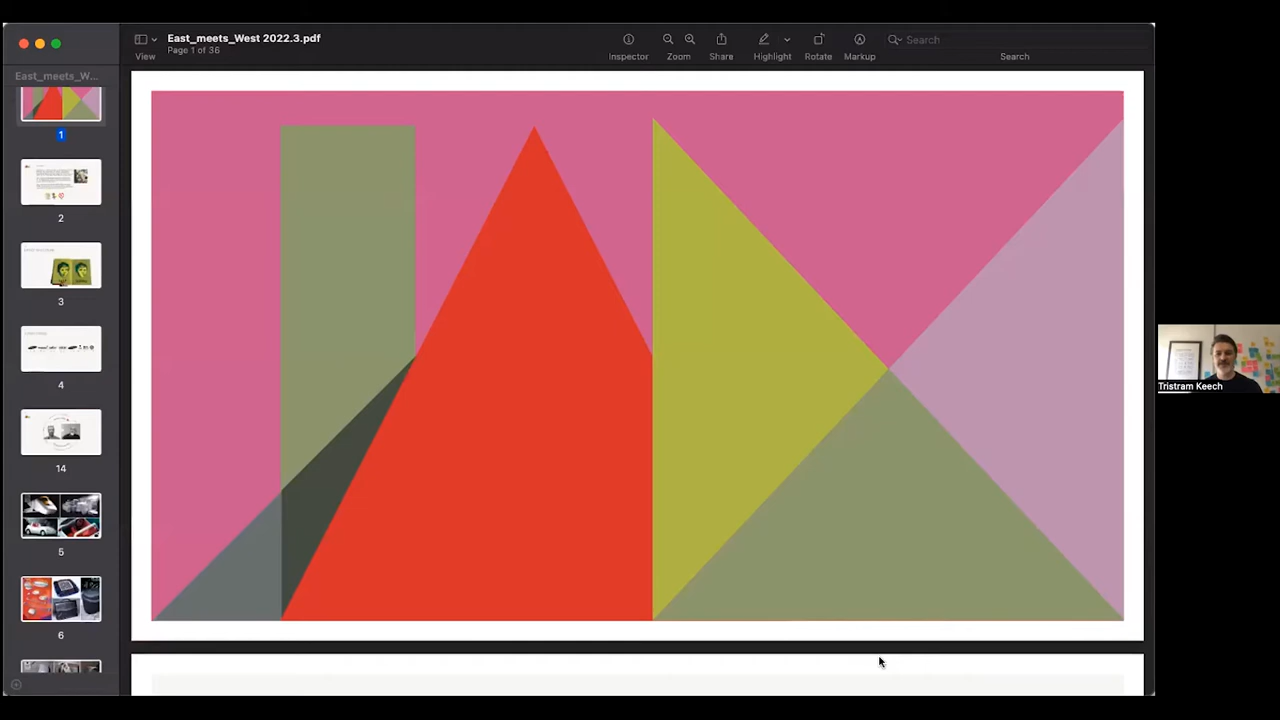 East_meets_West 2022.3.pdf
Page 1 of 36
View
Inspector
Zoom
Share
Highlight
Rotate
Markup
Search
Search
East_meets_W...
1
2
3
4
14
5
6
Tristram Keech